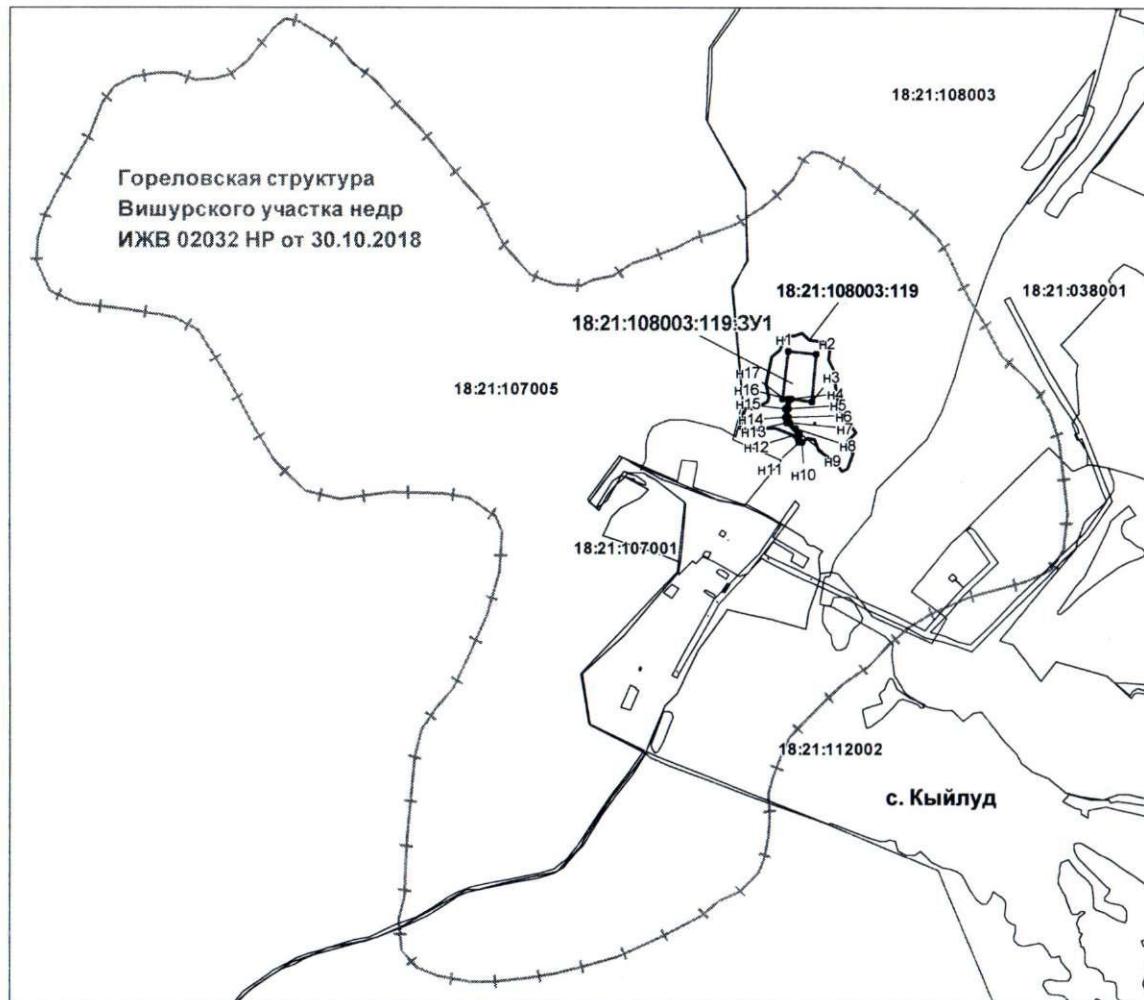 18:21:108003
Гореловская структура
Вишурского участка недр
ИЖВ 02032 НР от 30.10.2018
18:21:108003:119
18:21:038001
18:21:108003:119:ЗУ1
н1
н2
н17
н3
н16
н4
18:21:107005
н15
н5
н14
н6
н13
н7
н12
н8
н11
н10
н9
18:21:107001
18:21:112002
с. Кыйлуд